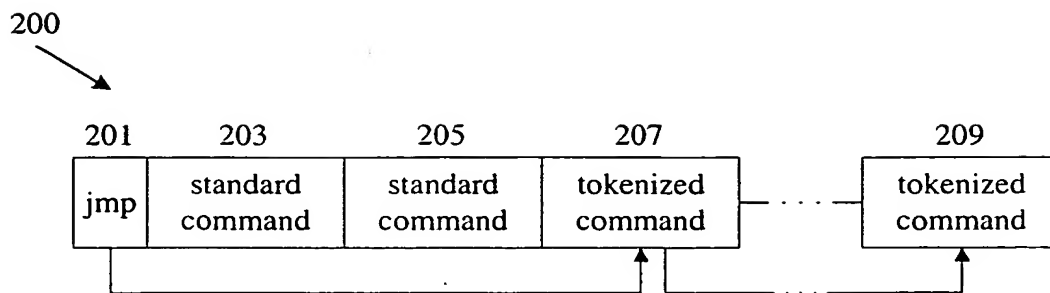 200
201 203 205 207 209
jmp standard command standard command tokenized command ... tokenized command
...